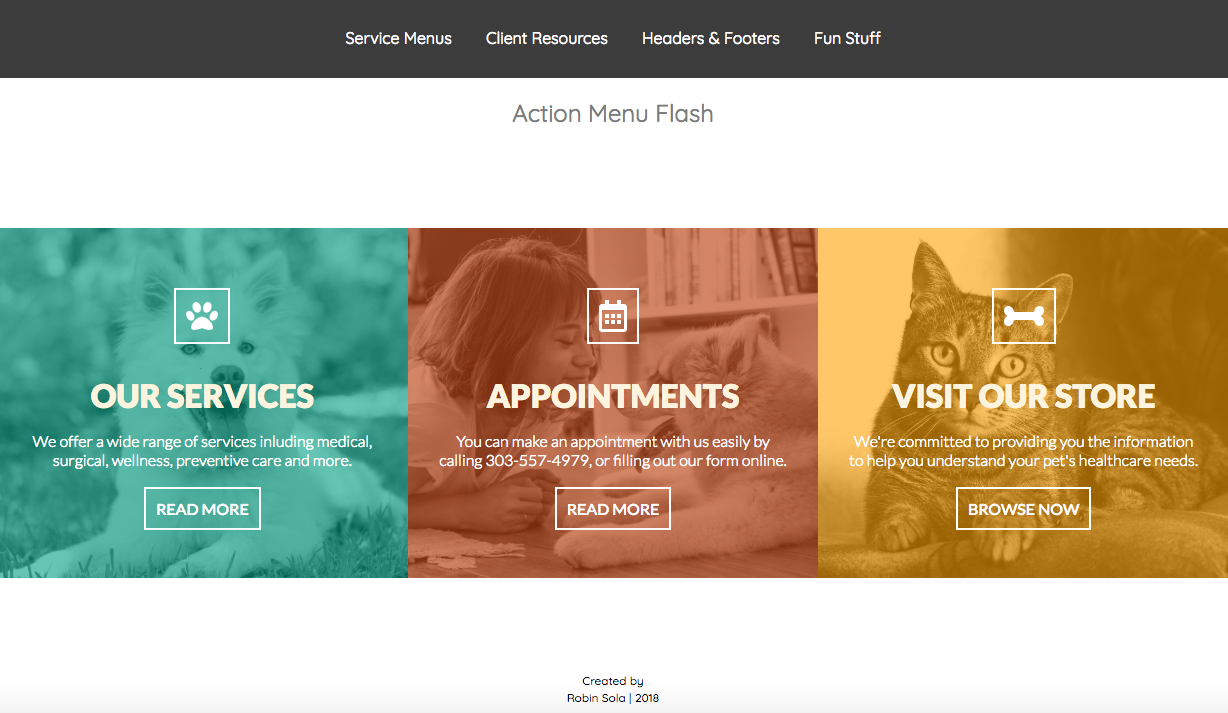 Service Menus Client Resources Headers & Footers Fun Stuff
Action Menu Flash
OUR SERVICES
We offer a wide range of services inluding medical,
surgical, wellness, preventive care and more.
READ MORE
APPOINTMENTS
You can make an appointment with us easily by
calling 303-557-4979, or filling out our form online.
READ MORE
VISIT OUR STORE
We're committed to providing you the information
to help you understand your pet's healthcare needs.
BROWSE NOW
Created by
Robin Sola | 2018